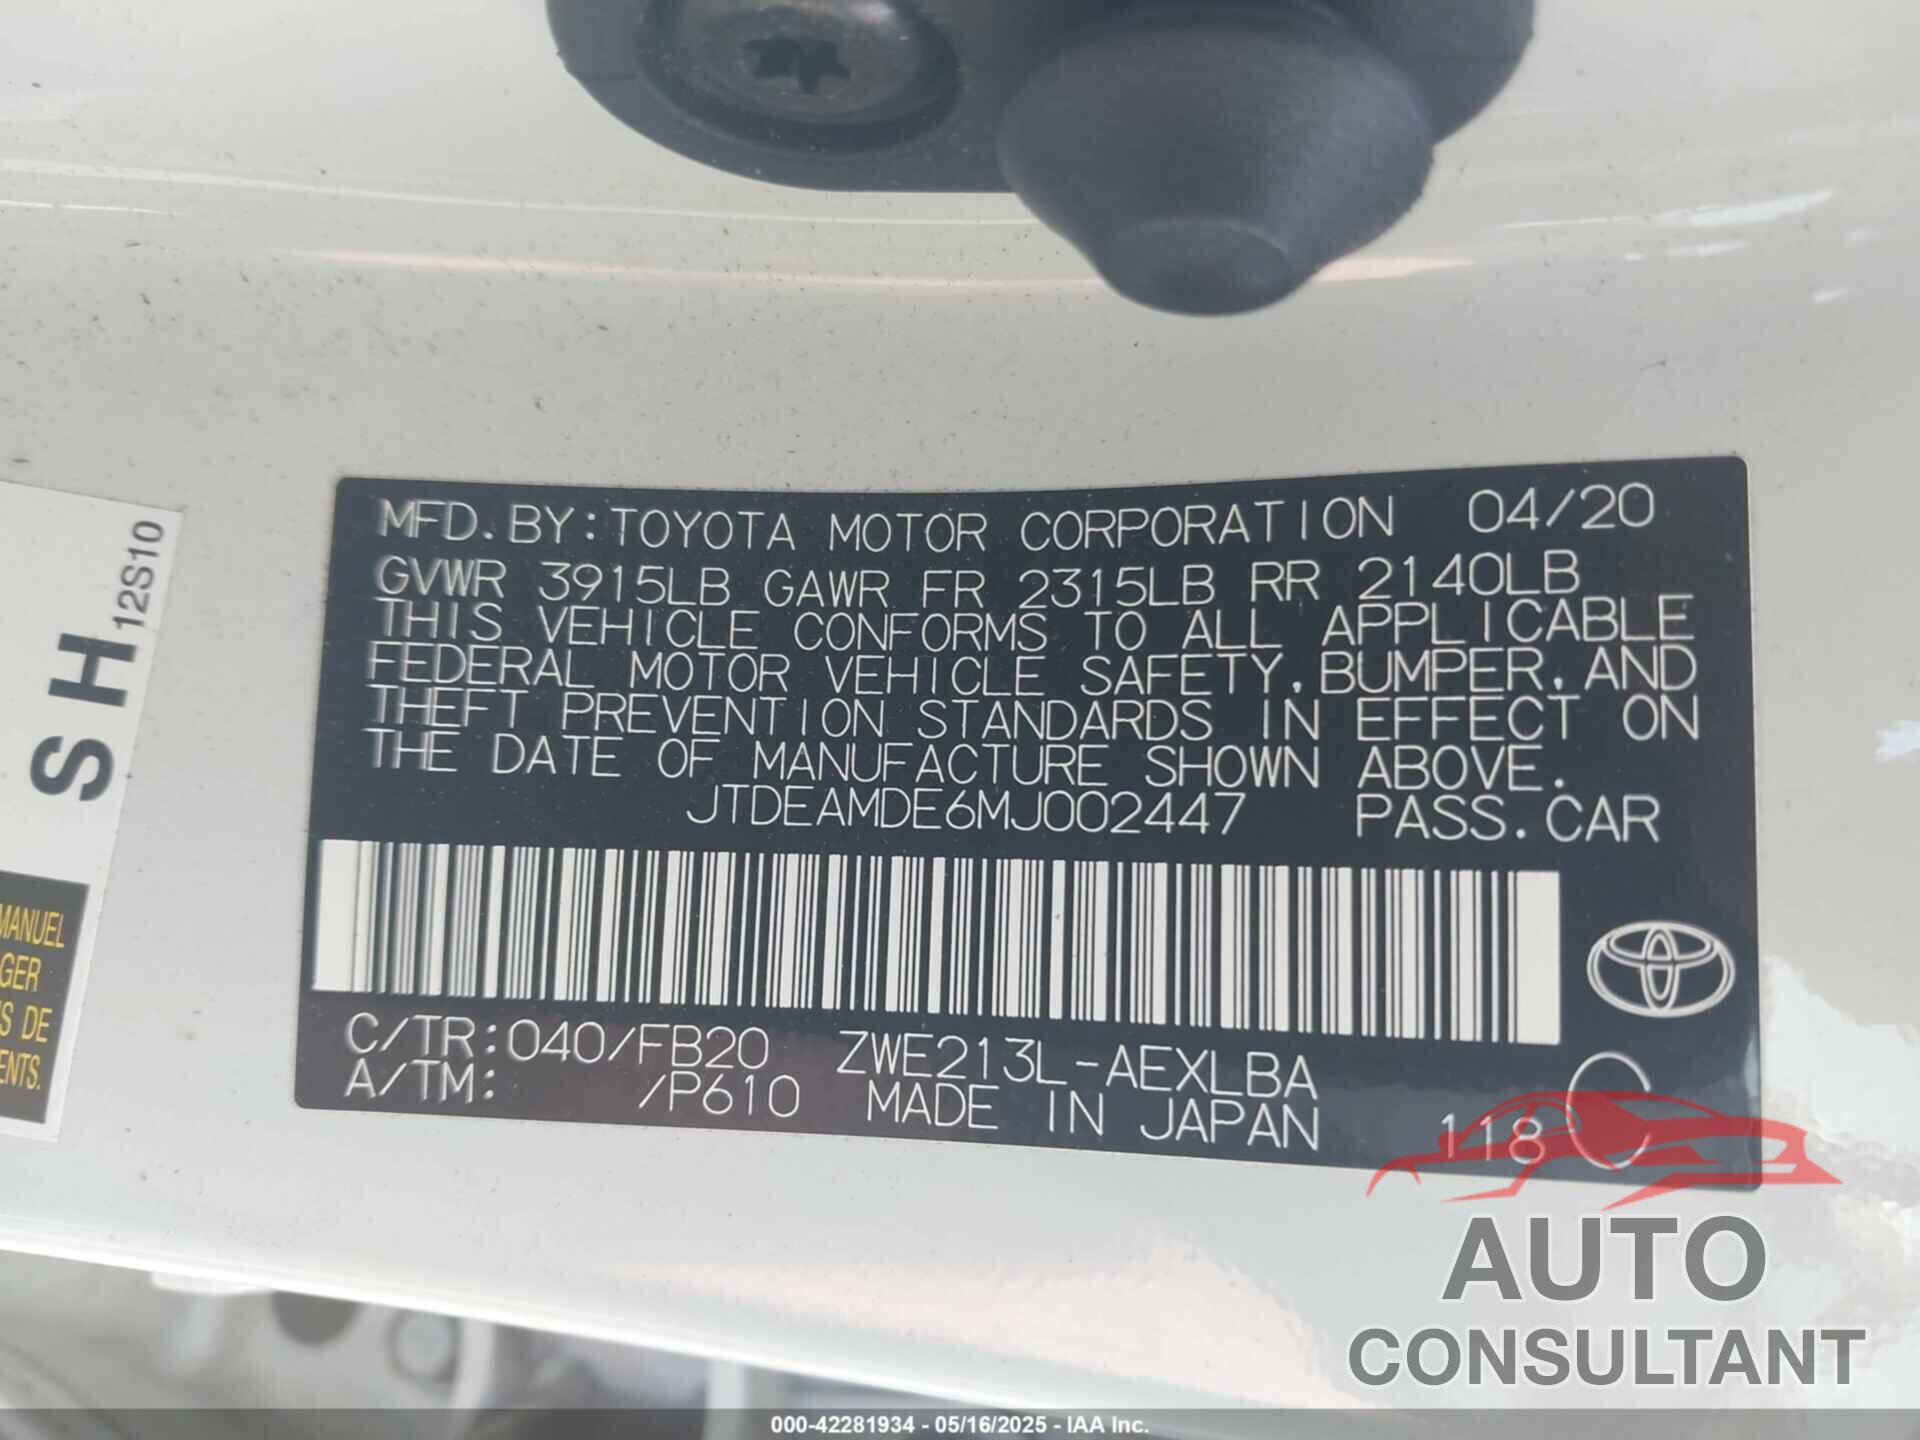 MFD. BY: TOYOTA MOTOR CORPORATION 04/20
GVWR 3915LB GAWR FR 2315LB RR 2140LB
THIS VEHICLE CONFORMS TO ALL APPLICABLE
FEDERAL MOTOR VEHICLE SAFETY, BUMPER, AND
THEFT PREVENTION STANDARDS IN EFFECT ON
THE DATE OF MANUFACTURE SHOWN ABOVE.
JTDEAMDE6MJ002447 PASS. CAR
C/TR: 040/FB20 ZWE213L-AEXLBA
A/TM: /P610 MADE IN JAPAN 118 C
S H 12S10
MANUEL
GER
S DE
ENTS.
AUTO
CONSULTANT
000-42281934 - 05/16/2025 - IAA Inc.